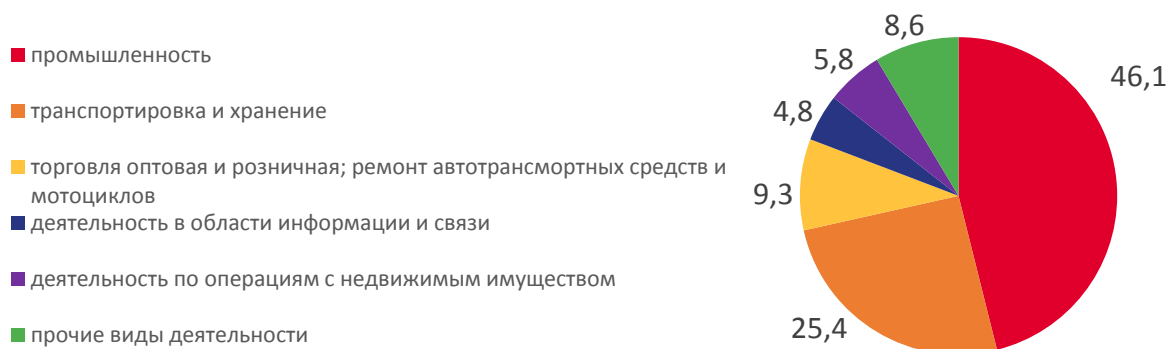 промышленность
транспортировка и хранение
торговля оптовая и розничная; ремонт автотрансмортных средств и
мотоциклов
деятельность в области информации и связи
деятельность по операциям с недвижимым имуществом
прочие виды деятельности
8,6
5,8
46,1
4,8
9,3
25,4